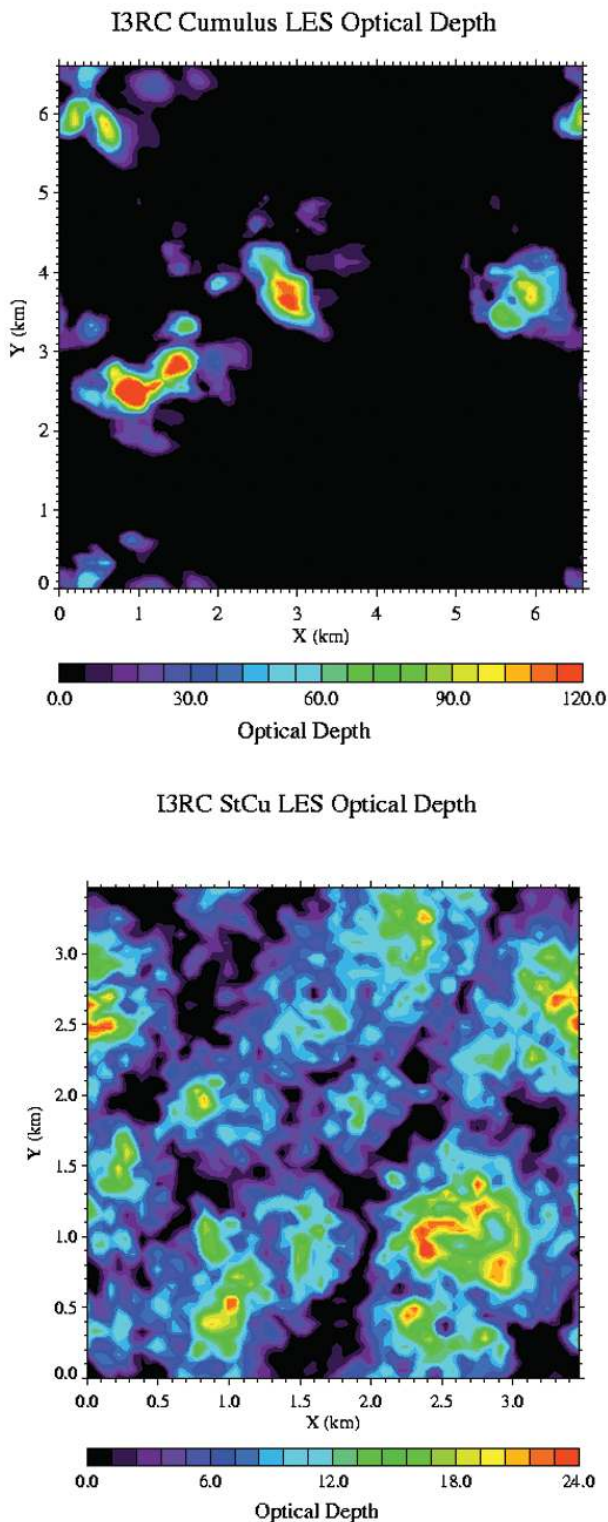 I3RC Cumulus LES Optical Depth
6
5
4
Y (km)
3
2
1
0
0 1 2 3 4 5 6
X (km)
0.0 30.0 60.0 90.0 120.0
Optical Depth
I3RC StCu LES Optical Depth
3.0
2.5
2.0
Y (km)
1.5
1.0
0.5
0.0
0.0 0.5 1.0 1.5 2.0 2.5 3.0
X (km)
0.0 6.0 12.0 18.0 24.0
Optical Depth